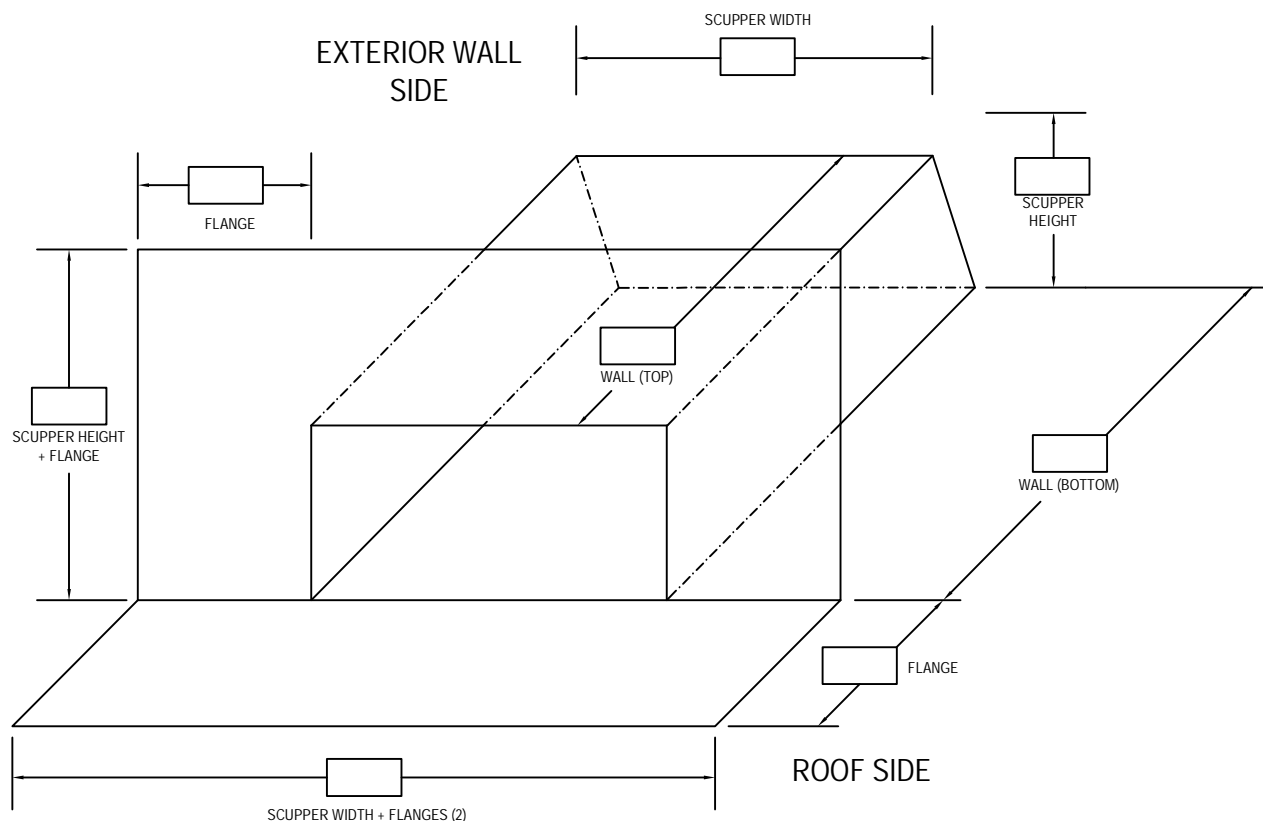 SCUPPER WIDTH
EXTERIOR WALL
SIDE
FLANGE
SCUPPER
HEIGHT
WALL (TOP)
SCUPPER HEIGHT
+ FLANGE
WALL (BOTTOM)
FLANGE
ROOF SIDE
SCUPPER WIDTH + FLANGES (2)